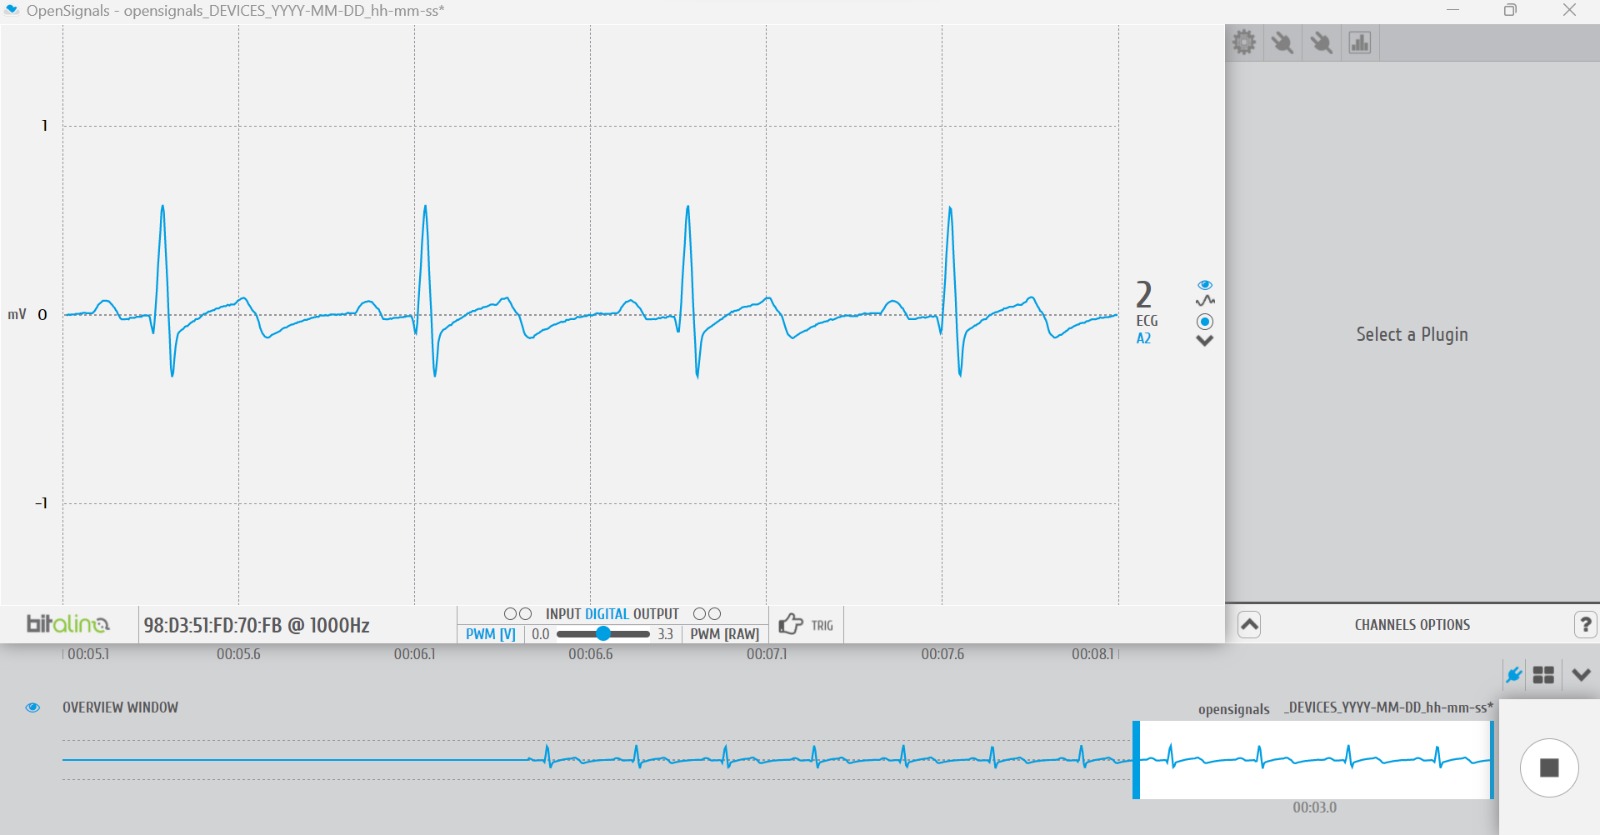 OpenSignals - opensignals_DEVICES_YYYY-MM-DD_hh-mm-ss*
1
mV 0
-1
2
ECG
A2
Select a Plugin
bitalino
98:D3:51:FD:70:FB @ 1000Hz
INPUT DIGITAL OUTPUT
PWM [V] 0.0 3.3 PWM [RAW]
TRIG
CHANNELS OPTIONS
?
00:05.1 00:05.6 00:06.1 00:06.6 00:07.1 00:07.6 00:08.1
OVERVIEW WINDOW
opensignals _DEVICES_YYYY-MM-DD_hh-mm-ss*
00:03.0